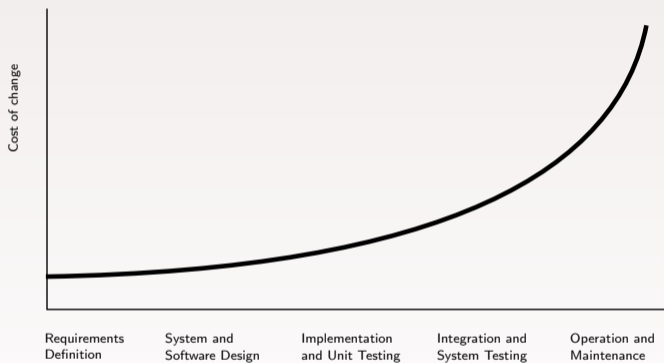 Cost of change
Requirements
Definition
System and
Software Design
Implementation
and Unit Testing
Integration and
System Testing
Operation and
Maintenance